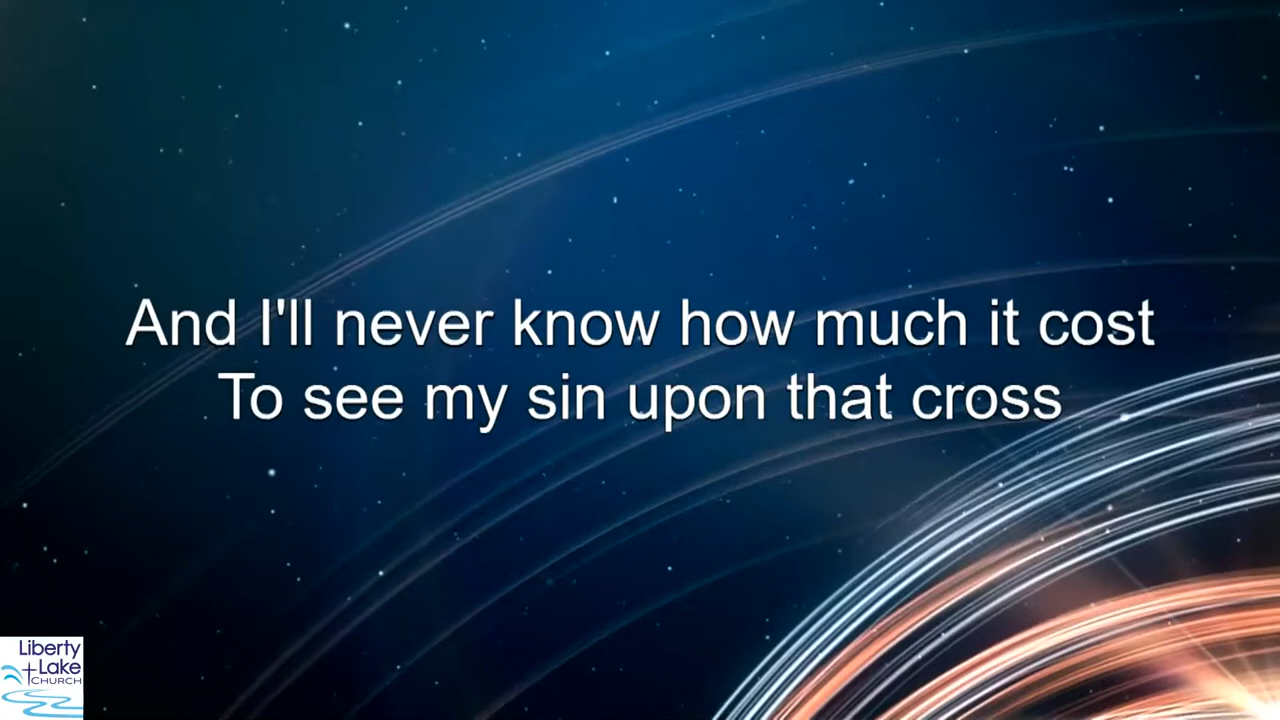 And I'll never know how much it cost
To see my sin upon that cross
Liberty
Lake
CHURCH